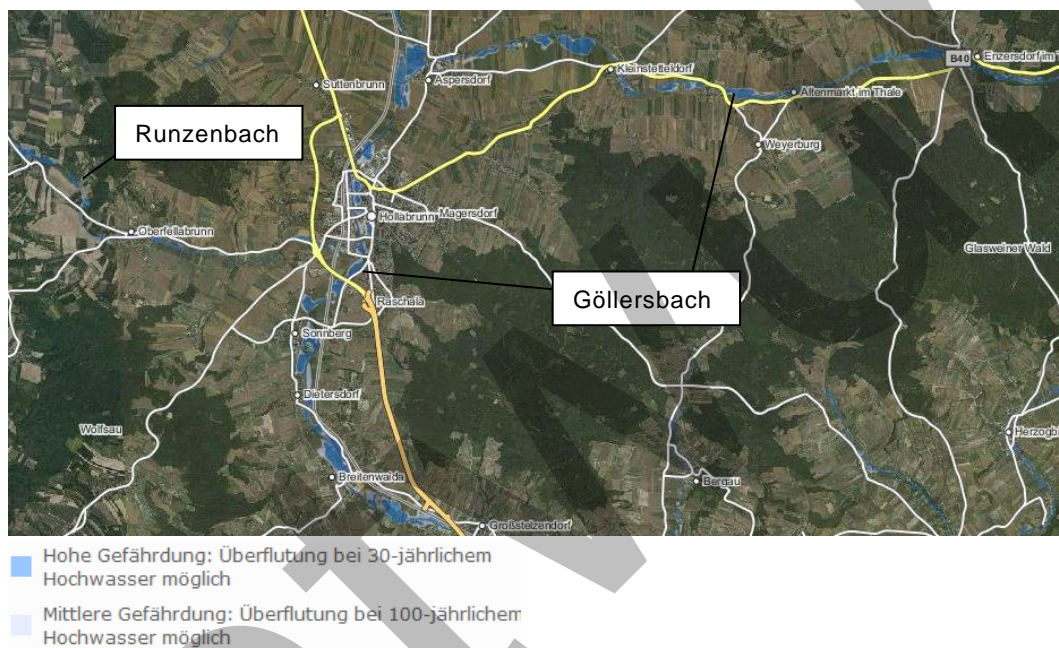 B40
Enzersdorf im
Kleinstetteldorf
Aspersdorf
Suttenbrunn
Altenmarkt im Thale
Runzenbach
Weyerburg
Hollabrunn
Magersdorf
Oberfellabrunn
Glasweiner Wald
Göllersbach
Raschala
Sonnberg
Dietersdorf
Wolfsau
Herzogbi
Breitenwaida
Bergau
Großstelzendorf
Hohe Gefährdung: Überflutung bei 30-jährlichem
Hochwasser möglich
Mittlere Gefährdung: Überflutung bei 100-jährlichem
Hochwasser möglich